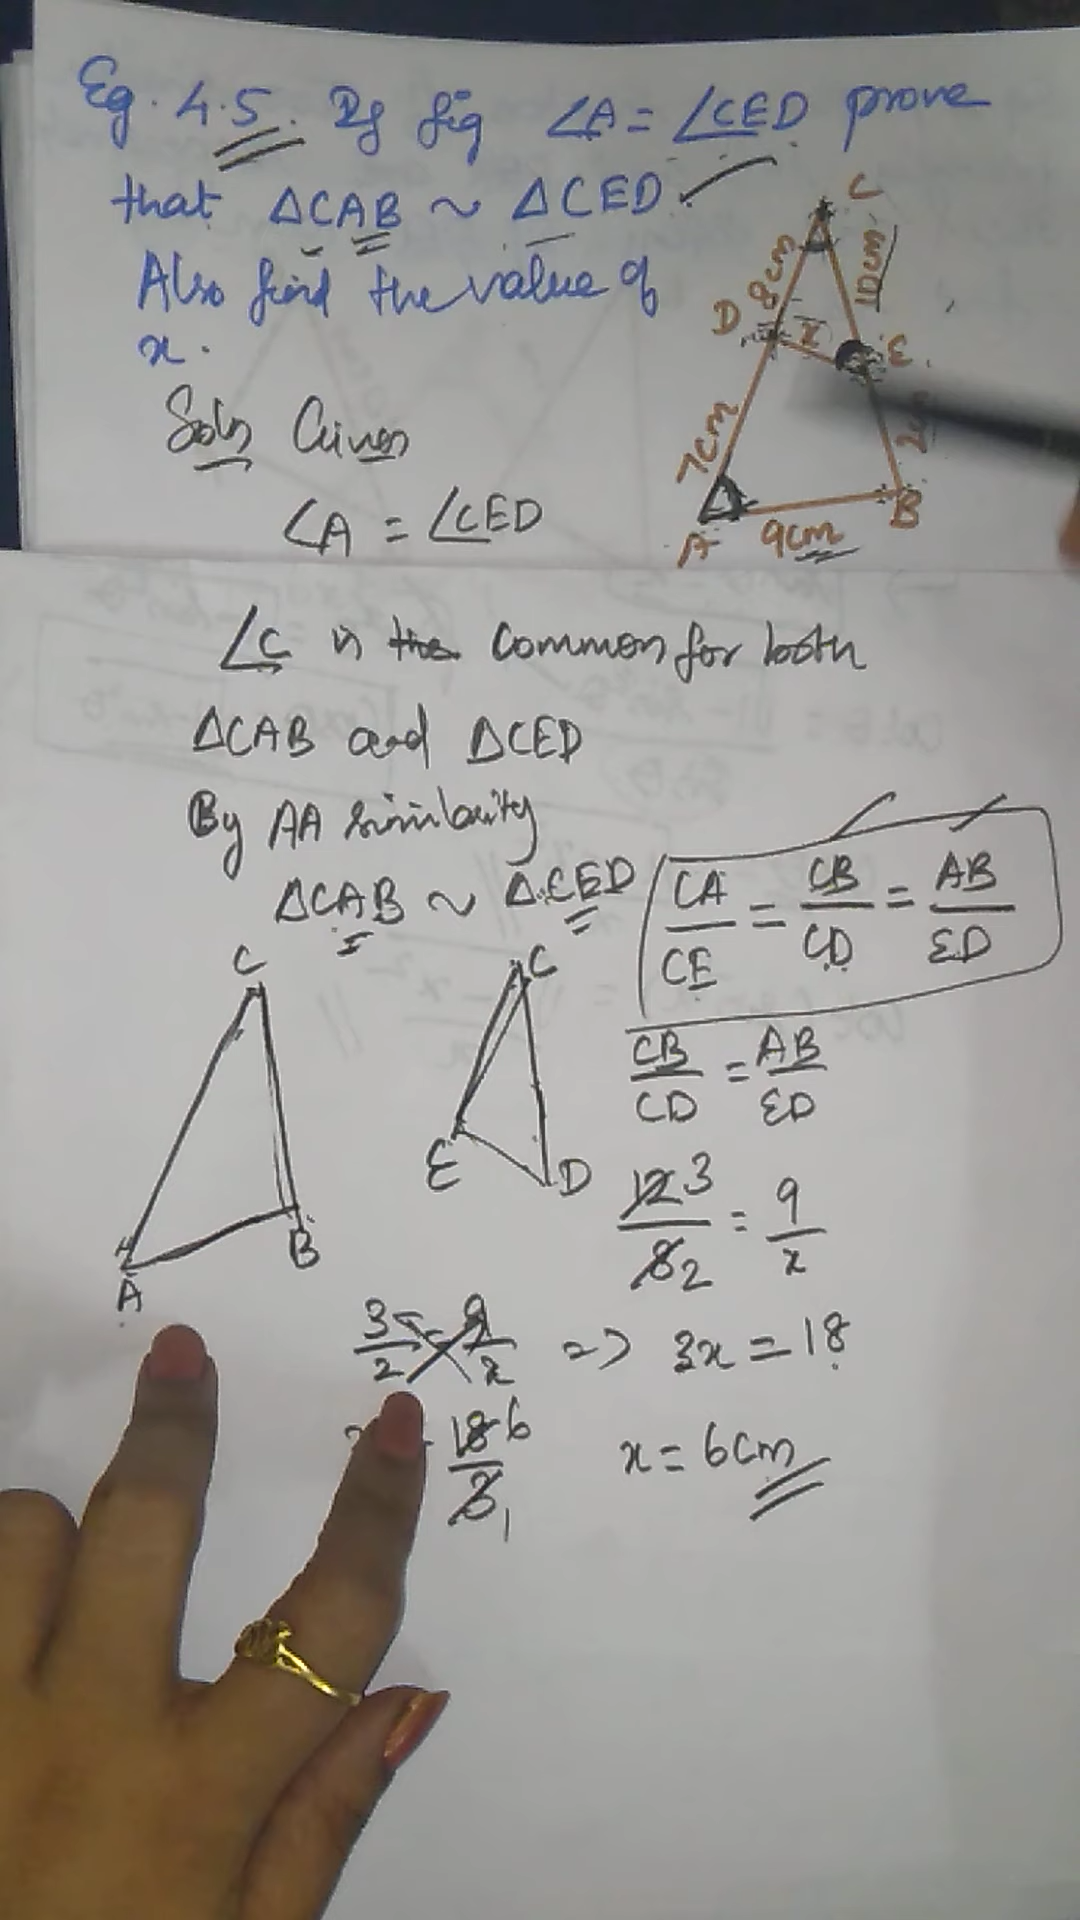 Eg. 4.5. If fig ∠A = ∠CED prove
that ΔCAB ~ ΔCED.
Also find the value of
x.
C
8cm
10cm
D
x
E
7cm
2cm
A
9cm
B
Soln Given
∠A = ∠CED
∠C is the common for both
ΔCAB and ΔCED
By AA similarity
ΔCAB ~ ΔCED
CA/CE = CB/CD = AB/ED
C
A
B
C
E
D
CB/CD = AB/ED
12 3/8 2 = 9/x
3/2 = 9/x => 3x = 18
18 6/3 1
x = 6cm